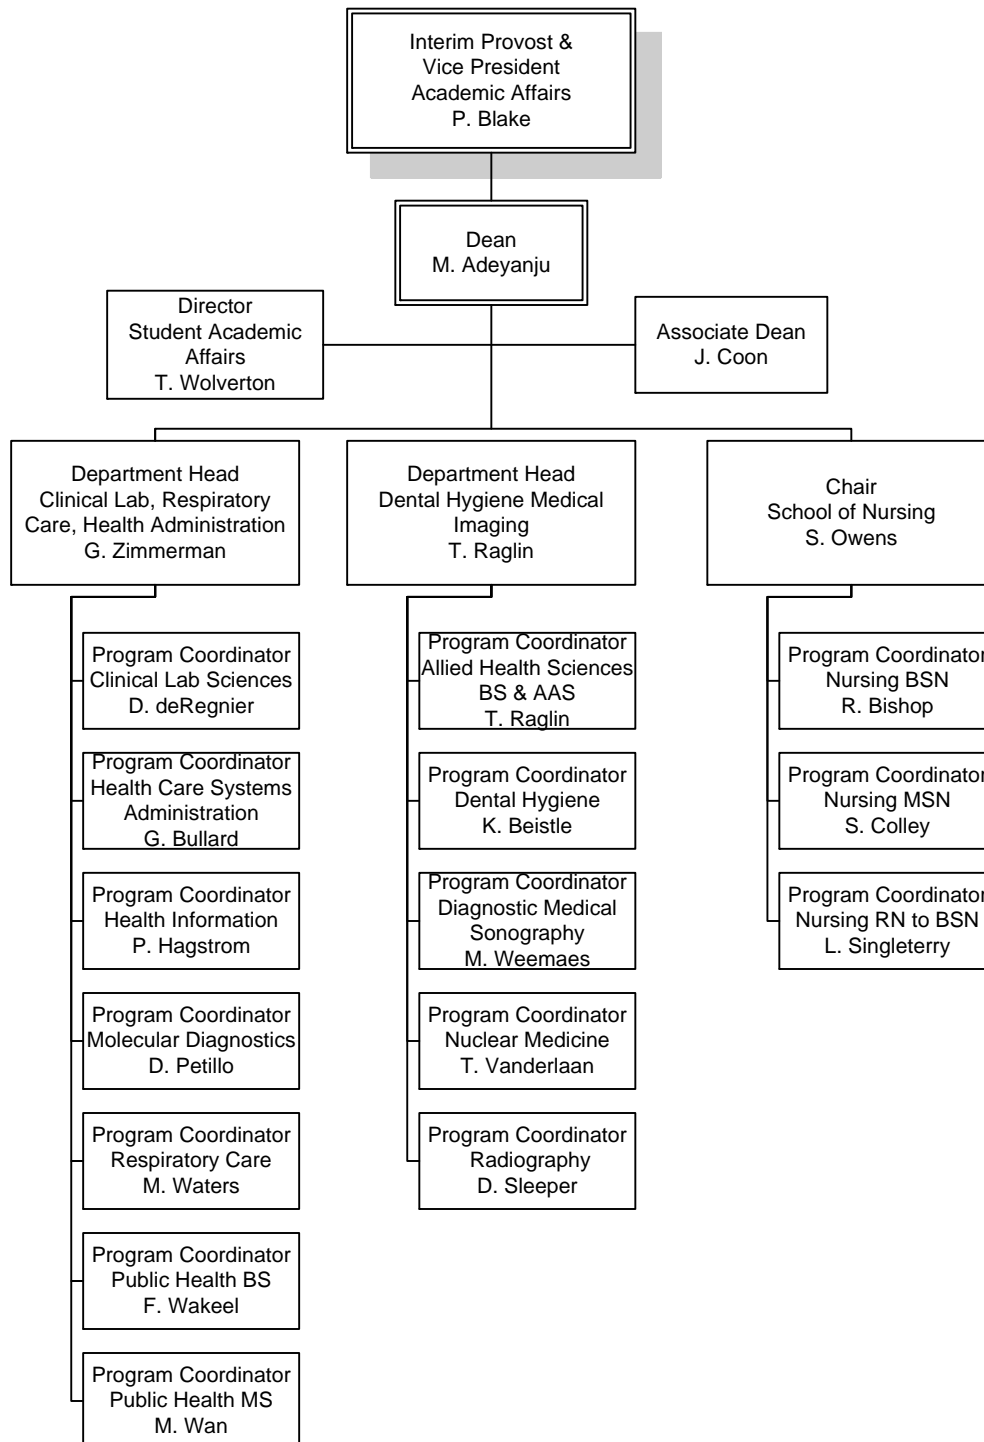 Interim Provost &
Vice President
Academic Affairs
P. Blake
Dean
M. Adeyanju
Director
Student Academic
Affairs
T. Wolverton
Associate Dean
J. Coon
Department Head
Clinical Lab, Respiratory
Care, Health Administration
G. Zimmerman
Department Head
Dental Hygiene Medical
Imaging
T. Raglin
Chair
School of Nursing
S. Owens
Program Coordinator
Clinical Lab Sciences
D. deRegnier
Program Coordinator
Health Care Systems
Administration
G. Bullard
Program Coordinator
Health Information
P. Hagstrom
Program Coordinator
Molecular Diagnostics
D. Petillo
Program Coordinator
Respiratory Care
M. Waters
Program Coordinator
Public Health BS
F. Wakeel
Program Coordinator
Public Health MS
M. Wan
Program Coordinator
Allied Health Sciences
BS & AAS
T. Raglin
Program Coordinator
Dental Hygiene
K. Beistle
Program Coordinator
Diagnostic Medical
Sonography
M. Weemaes
Program Coordinator
Nuclear Medicine
T. Vanderlaan
Program Coordinator
Radiography
D. Sleeper
Program Coordinator
Nursing BSN
R. Bishop
Program Coordinator
Nursing MSN
S. Colley
Program Coordinator
Nursing RN to BSN
L. Singleterry